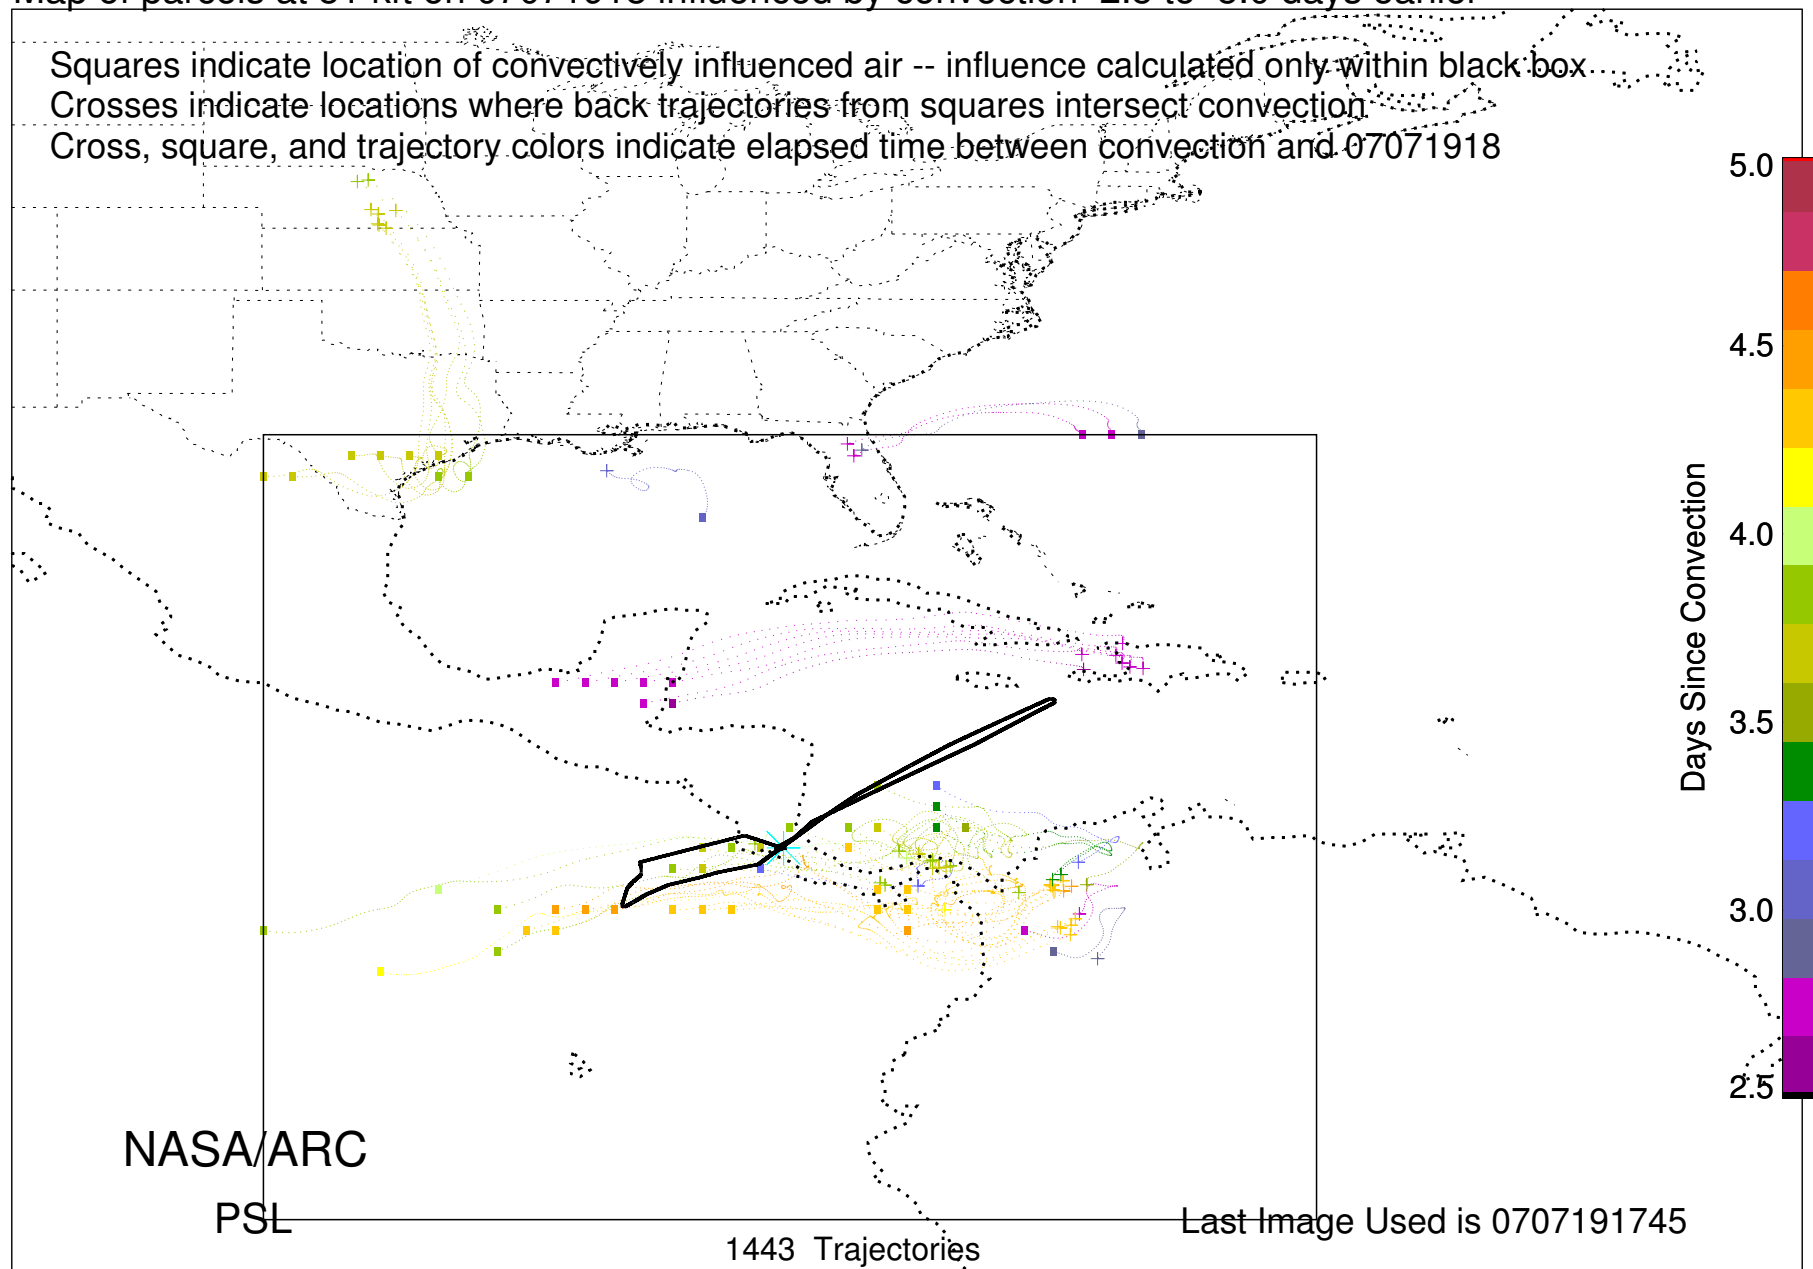 Squares indicate location of convectively influenced air -- influence calculated only within black box
Crosses indicate locations where back trajectories from squares intersect convection
Cross, square, and trajectory colors indicate elapsed time between convection and 07071918
5.0
4.5
4.0
3.5
3.0
2.5
Days Since Convection
NASA/ARC
PSL
Last Image Used is 0707191745
1443 Trajectories